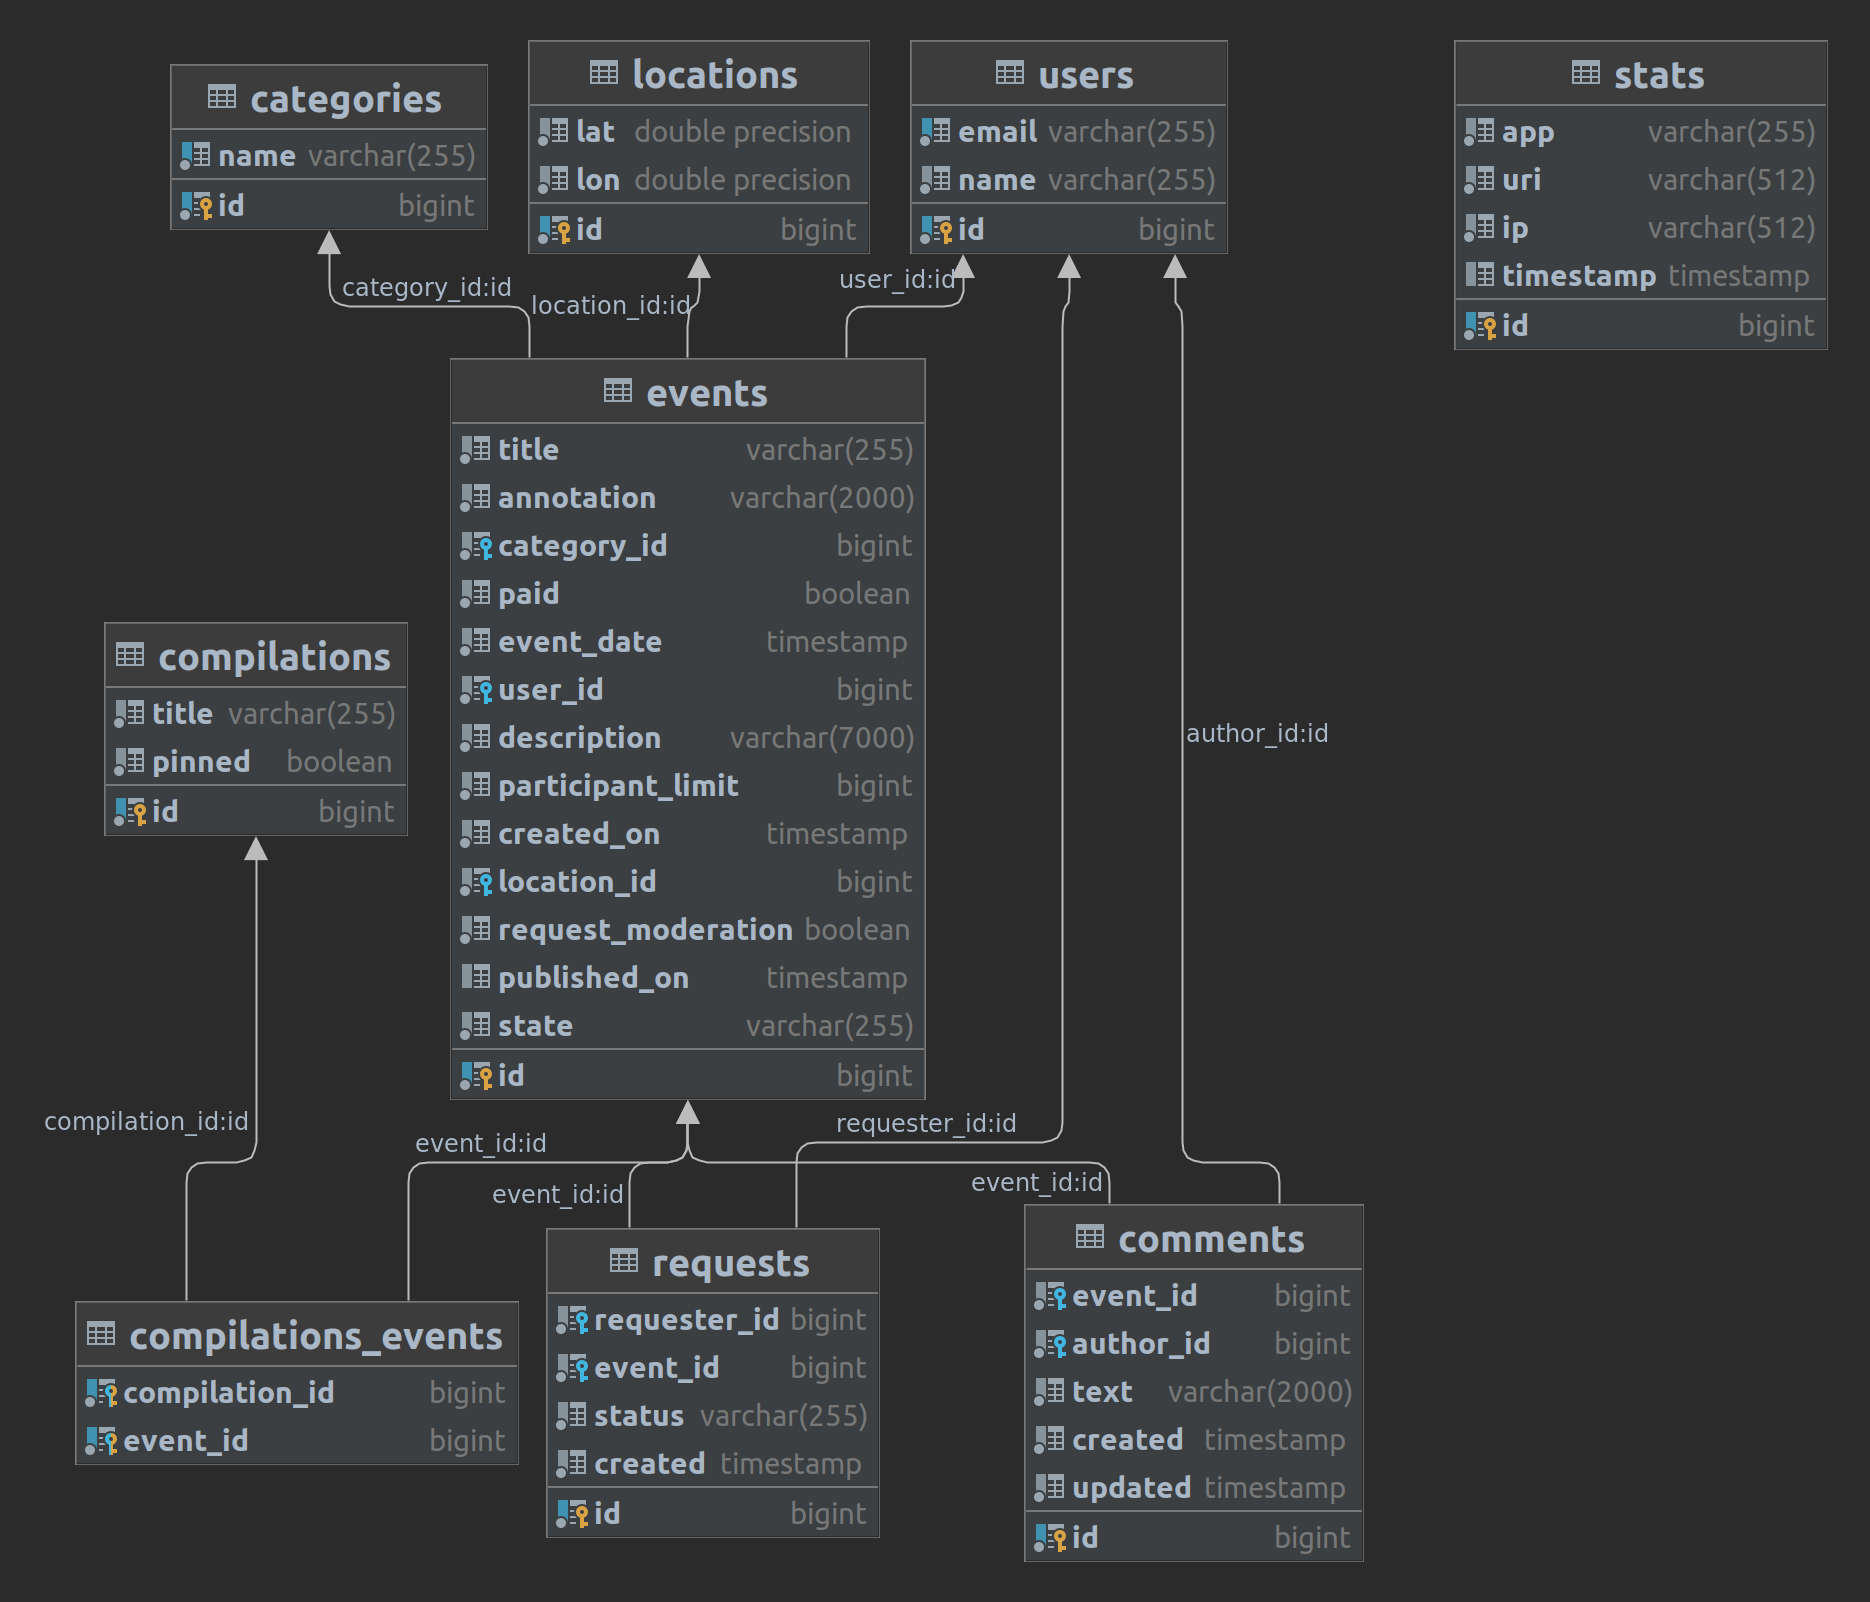 categories
name varchar(255)
id bigint
locations
lat double precision
lon double precision
id bigint
users
email varchar(255)
name varchar(255)
id bigint
stats
app varchar(255)
uri varchar(512)
ip varchar(512)
timestamp timestamp
id bigint
category_id:id
location_id:id
user_id:id
events
title varchar(255)
annotation varchar(2000)
category_id bigint
paid boolean
event_date timestamp
user_id bigint
description varchar(7000)
participant_limit bigint
created_on timestamp
location_id bigint
request_moderation boolean
published_on timestamp
state varchar(255)
id bigint
compilations
title varchar(255)
pinned boolean
id bigint
author_id:id
compilation_id:id
event_id:id
requester_id:id
event_id:id
event_id:id
compilations_events
compilation_id bigint
event_id bigint
requests
requester_id bigint
event_id bigint
status varchar(255)
created timestamp
id bigint
comments
event_id bigint
author_id bigint
text varchar(2000)
created timestamp
updated timestamp
id bigint